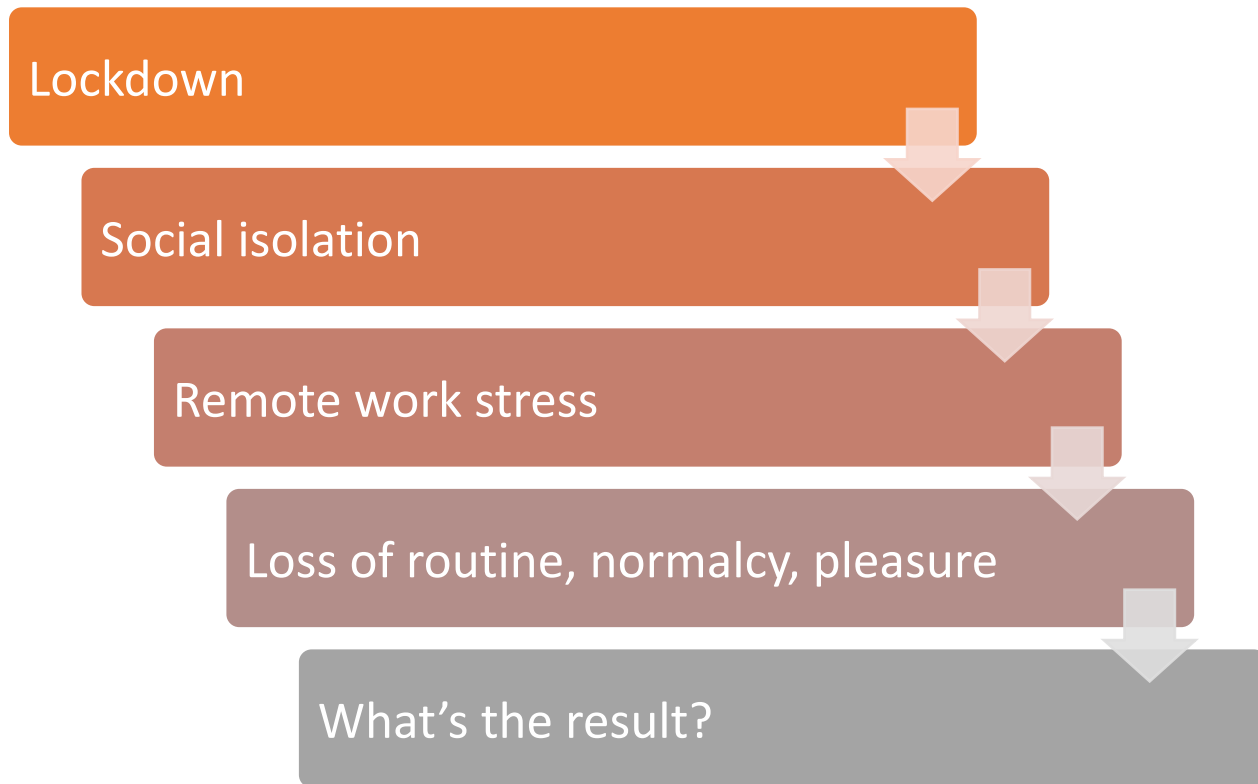 Lockdown
Social isolation
Remote work stress
Loss of routine, normalcy, pleasure
What’s the result?